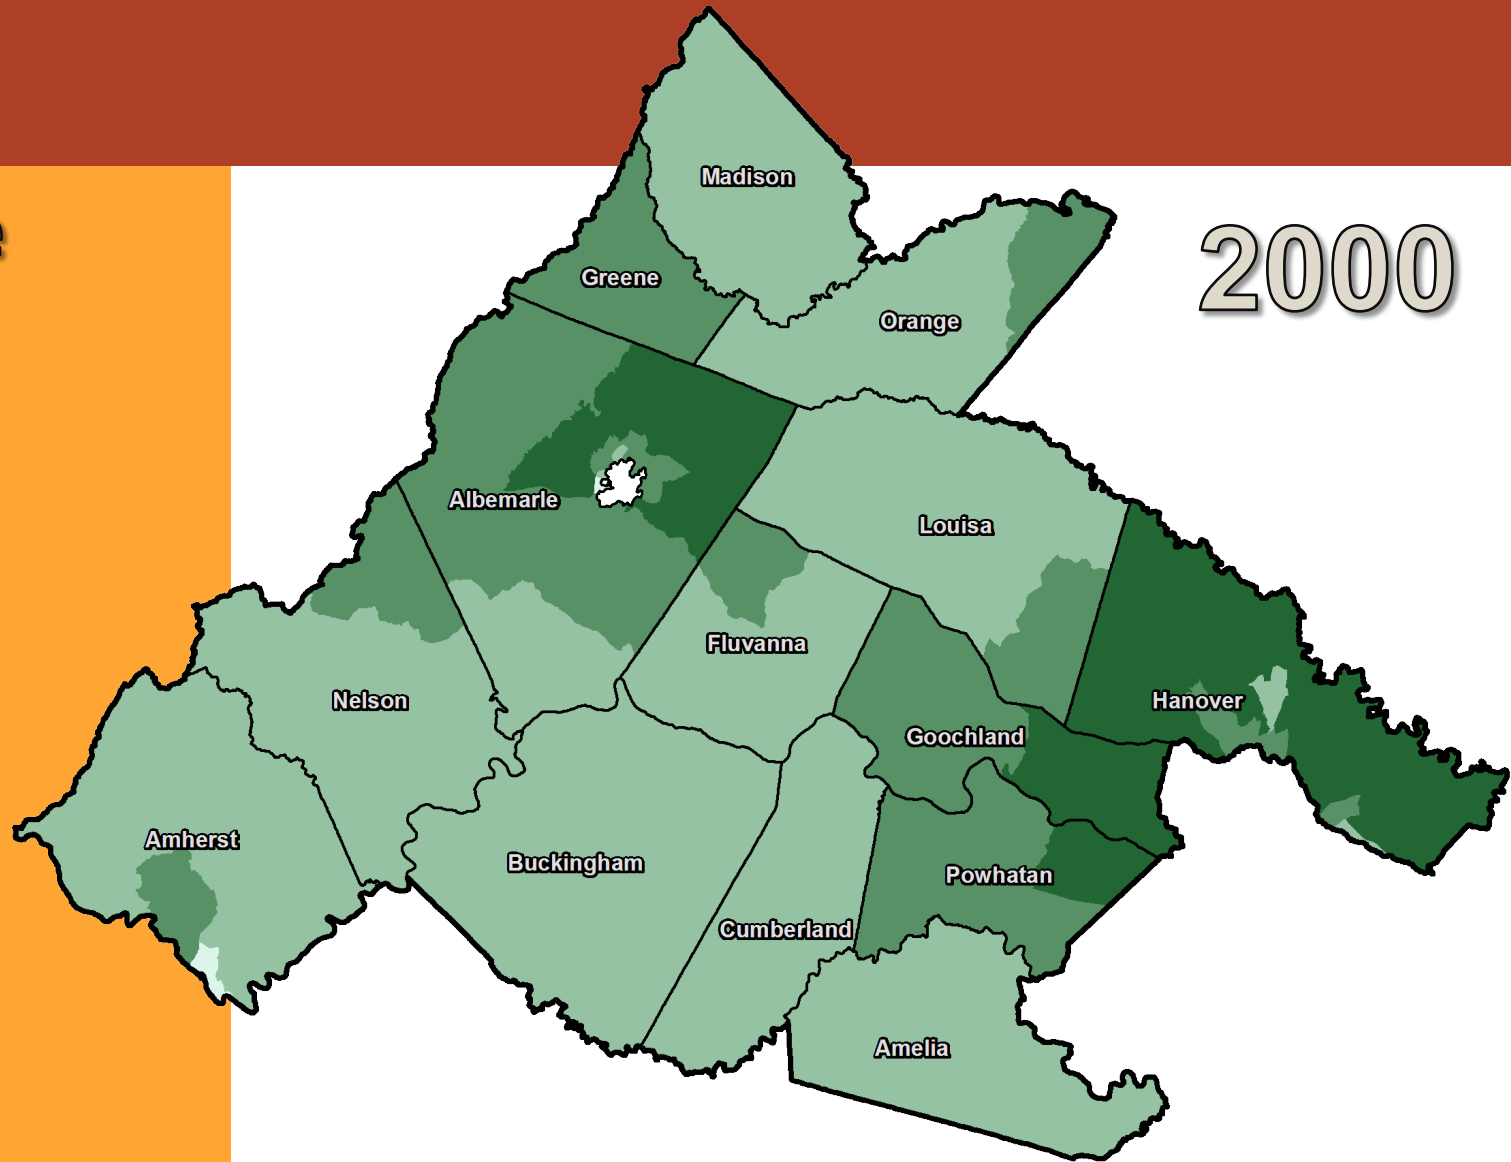 Madison
2000
Greene
Orange
Albemarle
Louisa
Fluvanna
Nelson
Hanover
Goochland
Amherst
Buckingham
Powhatan
Cumberland
Amelia